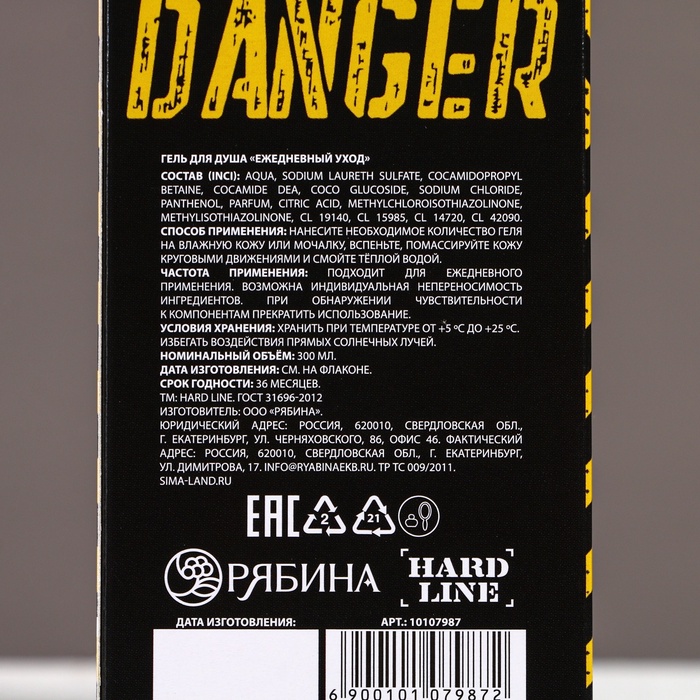 DANGER
ГЕЛЬ ДЛЯ ДУША «ЕЖЕДНЕВНЫЙ УХОД»
СОСТАВ (INCI): AQUA, SODIUM LAURETH SULFATE, COCAMIDOPROPYL
BETAINE, COCAMIDE DEA, COCO GLUCOSIDE, SODIUM CHLORIDE,
PANTHENOL, PARFUM, CITRIC ACID, METHYLCHLOROISOTHIAZOLINONE,
METHYLISOTHIAZOLINONE, CL 19140, CL 15985, CL 14720, CL 42090.
СПОСОБ ПРИМЕНЕНИЯ: НАНЕСИТЕ НЕОБХОДИМОЕ КОЛИЧЕСТВО ГЕЛЯ
НА ВЛАЖНУЮ КОЖУ ИЛИ МОЧАЛКУ, ВСПЕНЬТЕ, ПОМАССИРУЙТЕ КОЖУ
КРУГОВЫМИ ДВИЖЕНИЯМИ И СМОЙТЕ ТЁПЛОЙ ВОДОЙ.
ЧАСТОТА ПРИМЕНЕНИЯ: ПОДХОДИТ ДЛЯ ЕЖЕДНЕВНОГО
ПРИМЕНЕНИЯ. ВОЗМОЖНА ИНДИВИДУАЛЬНАЯ НЕПЕРЕНОСИМОСТЬ
ИНГРЕДИЕНТОВ. ПРИ ОБНАРУЖЕНИИ ЧУВСТВИТЕЛЬНОСТИ
К КОМПОНЕНТАМ ПРЕКРАТИТЬ ИСПОЛЬЗОВАНИЕ.
УСЛОВИЯ ХРАНЕНИЯ: ХРАНИТЬ ПРИ ТЕМПЕРАТУРЕ ОТ +5 ºC ДО +25 ºC.
ИЗБЕГАТЬ ВОЗДЕЙСТВИЯ ПРЯМЫХ СОЛНЕЧНЫХ ЛУЧЕЙ.
НОМИНАЛЬНЫЙ ОБЪЁМ: 300 МЛ.
ДАТА ИЗГОТОВЛЕНИЯ: СМ. НА ФЛАКОНЕ.
СРОК ГОДНОСТИ: 36 МЕСЯЦЕВ.
ТМ: HARD LINE. ГОСТ 31696-2012
ИЗГОТОВИТЕЛЬ: ООО «РЯБИНА».
ЮРИДИЧЕСКИЙ АДРЕС: РОССИЯ, 620010, СВЕРДЛОВСКАЯ ОБЛ.,
Г. ЕКАТЕРИНБУРГ, УЛ. ЧЕРНЯХОВСКОГО, 86, ОФИС 46. ФАКТИЧЕСКИЙ
АДРЕС: РОССИЯ, 620010, СВЕРДЛОВСКАЯ ОБЛ., Г. ЕКАТЕРИНБУРГ,
УЛ. ДИМИТРОВА, 17. INFO@RYABINAEKB.RU. ТР ТС 009/2011.
SIMA-LAND.RU
EAC 2 21
РЯБИНА
HARD
LINE
ДАТА ИЗГОТОВЛЕНИЯ:
АРТ.: 10107987
6 900101 079872